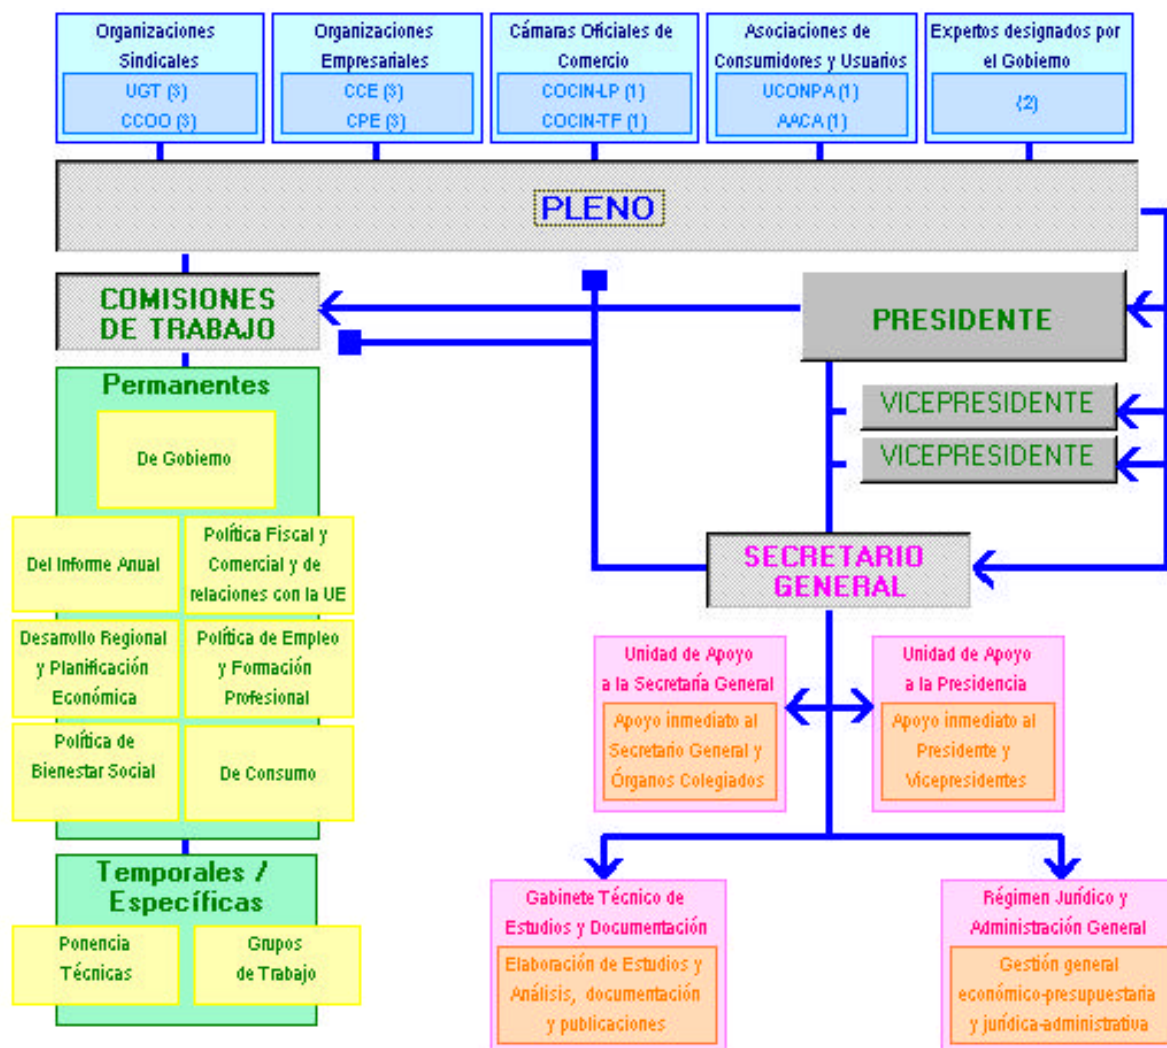 Organizaciones
Sindicales
UGT (3)
CCOO (3)
Organizaciones
Empresariales
CCE (3)
CPE (3)
Cámaras Oficiales de
Comercio
COCIN-LP (1)
COCIN-TF (1)
Asociaciones de
Consumidores y Usuarios
UCONPA (1)
AACA (1)
Expertos designados por
el Gobierno
(2)
PLENO
COMISIONES
DE TRABAJO
PRESIDENTE
VICEPRESIDENTE
VICEPRESIDENTE
SECRETARIO
GENERAL
Permanentes
De Gobierno
Del Informe Anual
Política Fiscal y
Comercial y de
relaciones con la UE
Desarrollo Regional
y Planificación
Económica
Política de Empleo
y Formación
Profesional
Política de
Bienestar Social
De Consumo
Temporales /
Específicas
Ponencia
Técnicas
Grupos
de Trabajo
Unidad de Apoyo
a la Secretaría General
Apoyo inmediato al
Secretario General y
Órganos Colegiados
Unidad de Apoyo
a la Presidencia
Apoyo inmediato al
Presidente y
Vicepresidentes
Gabinete Técnico de
Estudios y Documentación
Elaboración de Estudios y
Análisis, documentación
y publicaciones
Régimen Jurídico y
Administración General
Gestión general
económico-presupuestaria
y jurídica-administrativa